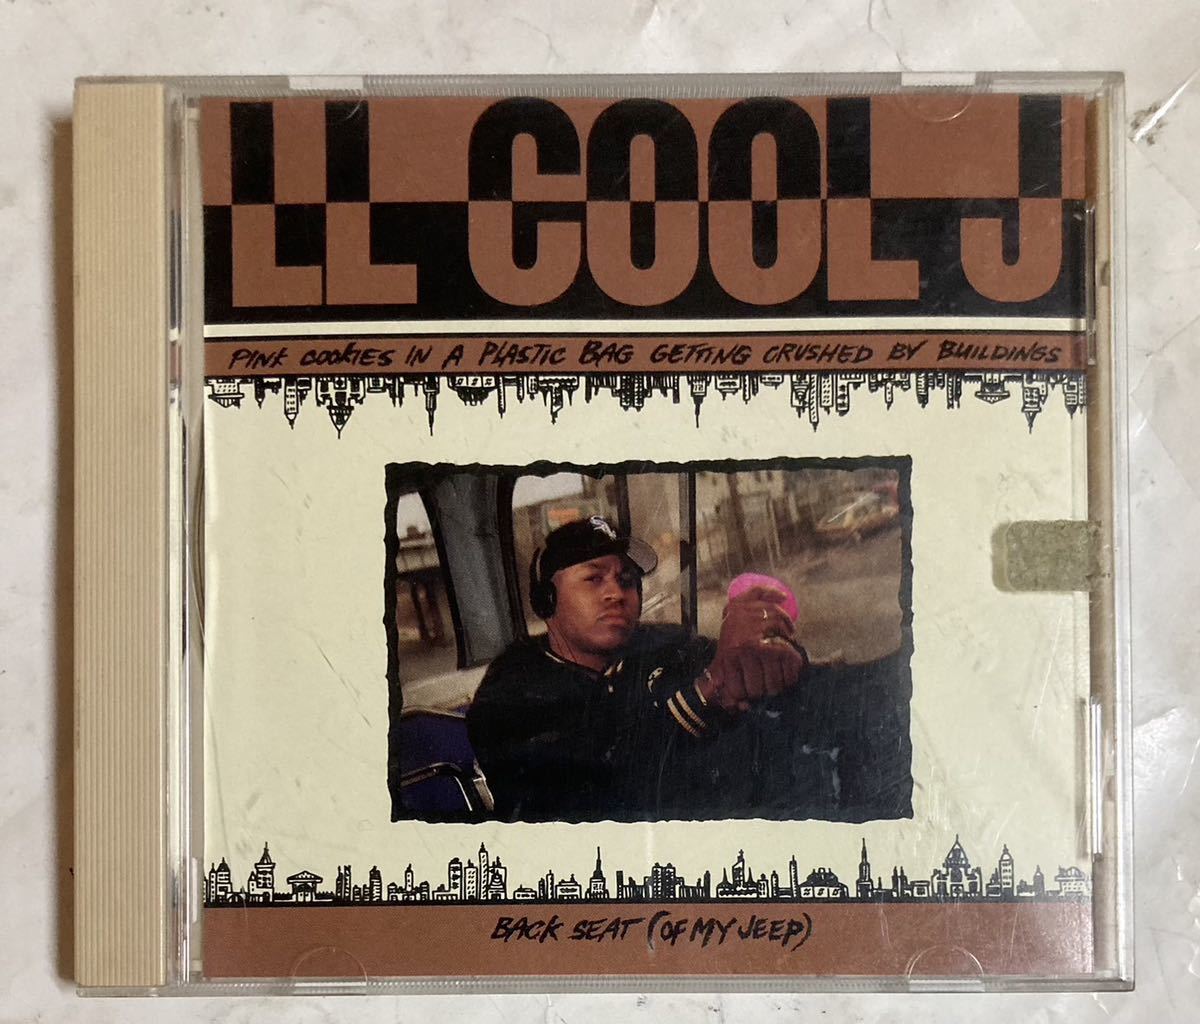 LL COOL J
PINK COOKIES IN A PLASTIC BAG GETTING CRUSHED BY BUILDINGS
BACK SEAT (OF MY JEEP)